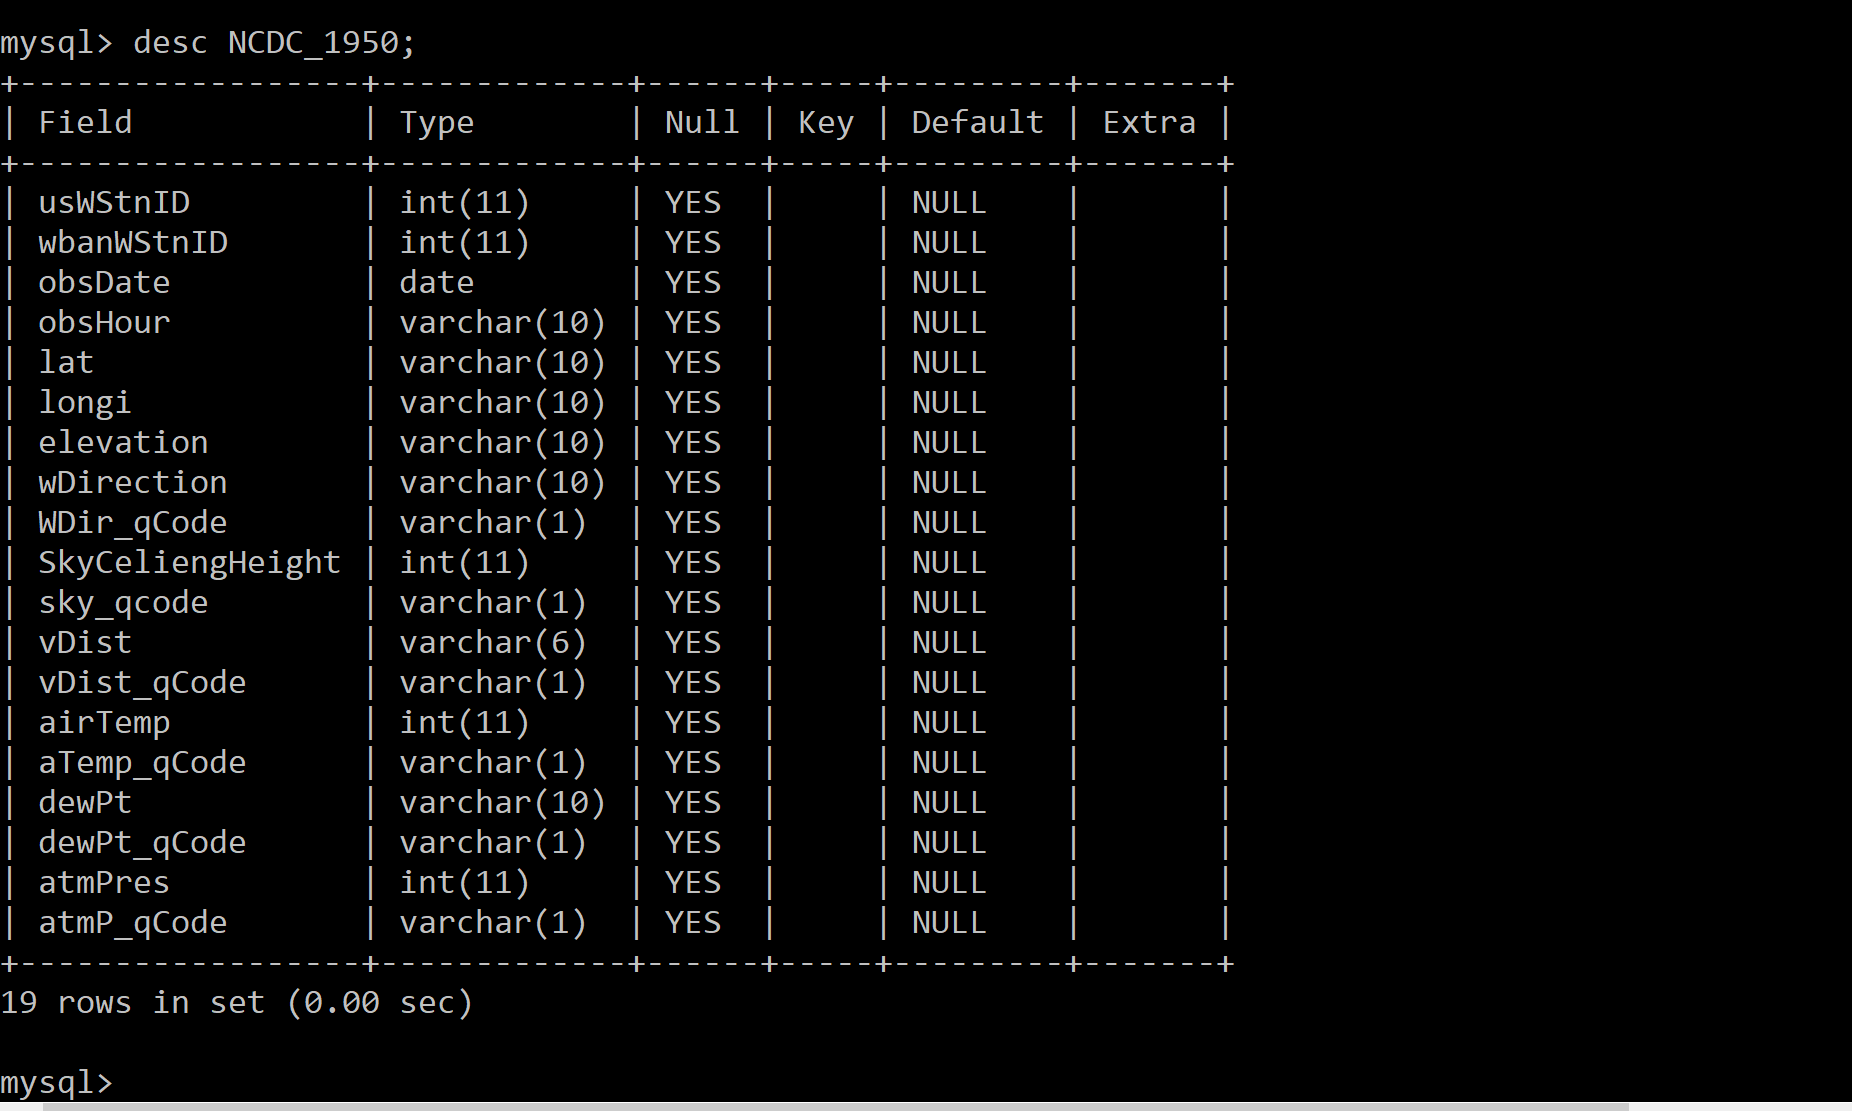 mysql> desc NCDC_1950;
+------------------+-------------+------+-----+---------+-------+
| Field            | Type        | Null | Key | Default | Extra |
+------------------+-------------+------+-----+---------+-------+
| usWStnID         | int(11)     | YES  |     | NULL    |       |
| wbanWStnID       | int(11)     | YES  |     | NULL    |       |
| obsDate          | date        | YES  |     | NULL    |       |
| obsHour          | varchar(10) | YES  |     | NULL    |       |
| lat              | varchar(10) | YES  |     | NULL    |       |
| longi            | varchar(10) | YES  |     | NULL    |       |
| elevation        | varchar(10) | YES  |     | NULL    |       |
| wDirection       | varchar(10) | YES  |     | NULL    |       |
| WDir_qCode       | varchar(1)  | YES  |     | NULL    |       |
| SkyCeliengHeight | int(11)     | YES  |     | NULL    |       |
| sky_qcode        | varchar(1)  | YES  |     | NULL    |       |
| vDist            | varchar(6)  | YES  |     | NULL    |       |
| vDist_qCode      | varchar(1)  | YES  |     | NULL    |       |
| airTemp          | int(11)     | YES  |     | NULL    |       |
| aTemp_qCode      | varchar(1)  | YES  |     | NULL    |       |
| dewPt            | varchar(10) | YES  |     | NULL    |       |
| dewPt_qCode      | varchar(1)  | YES  |     | NULL    |       |
| atmPres          | int(11)     | YES  |     | NULL    |       |
| atmP_qCode       | varchar(1)  | YES  |     | NULL    |       |
+------------------+-------------+------+-----+---------+-------+
19 rows in set (0.00 sec)
mysql>